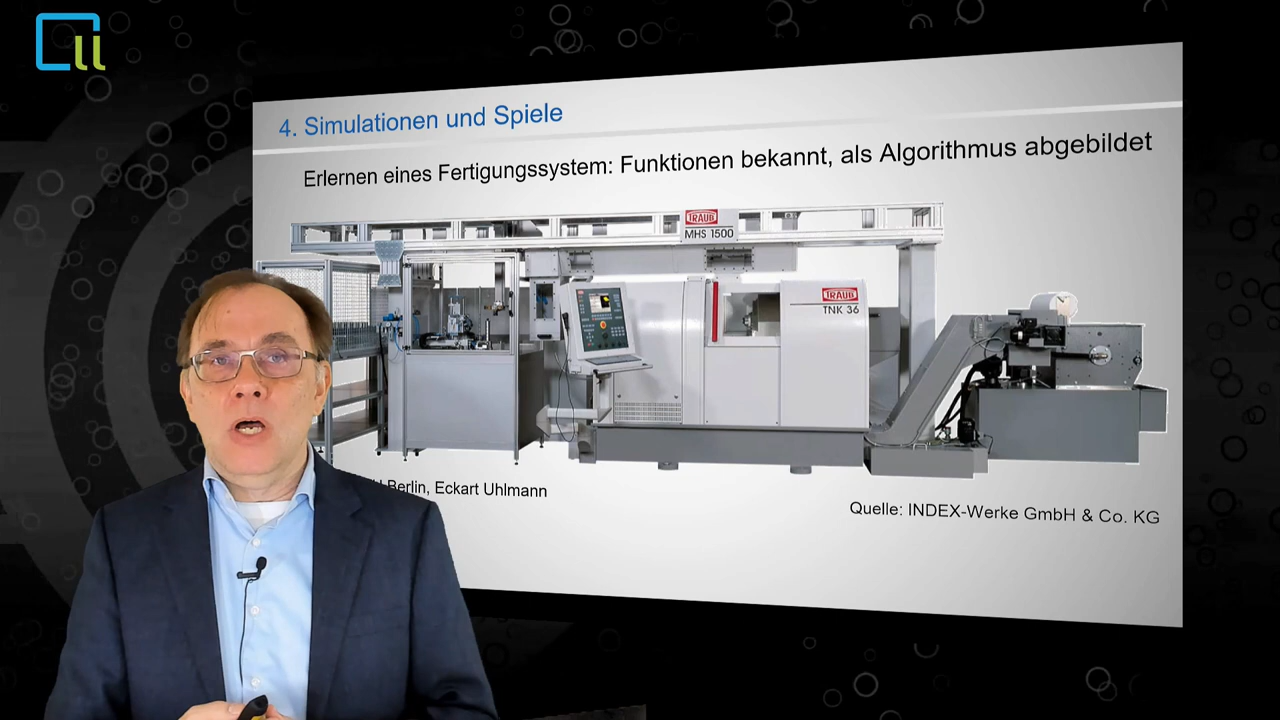 4. Simulationen und Spiele
Erlernen eines Fertigungssystem: Funktionen bekannt, als Algorithmus abgebildet
TRAUB
MHS 1500
TRAUB
TNK 36
Berlin, Eckart Uhlmann
Quelle: INDEX-Werke GmbH & Co. KG